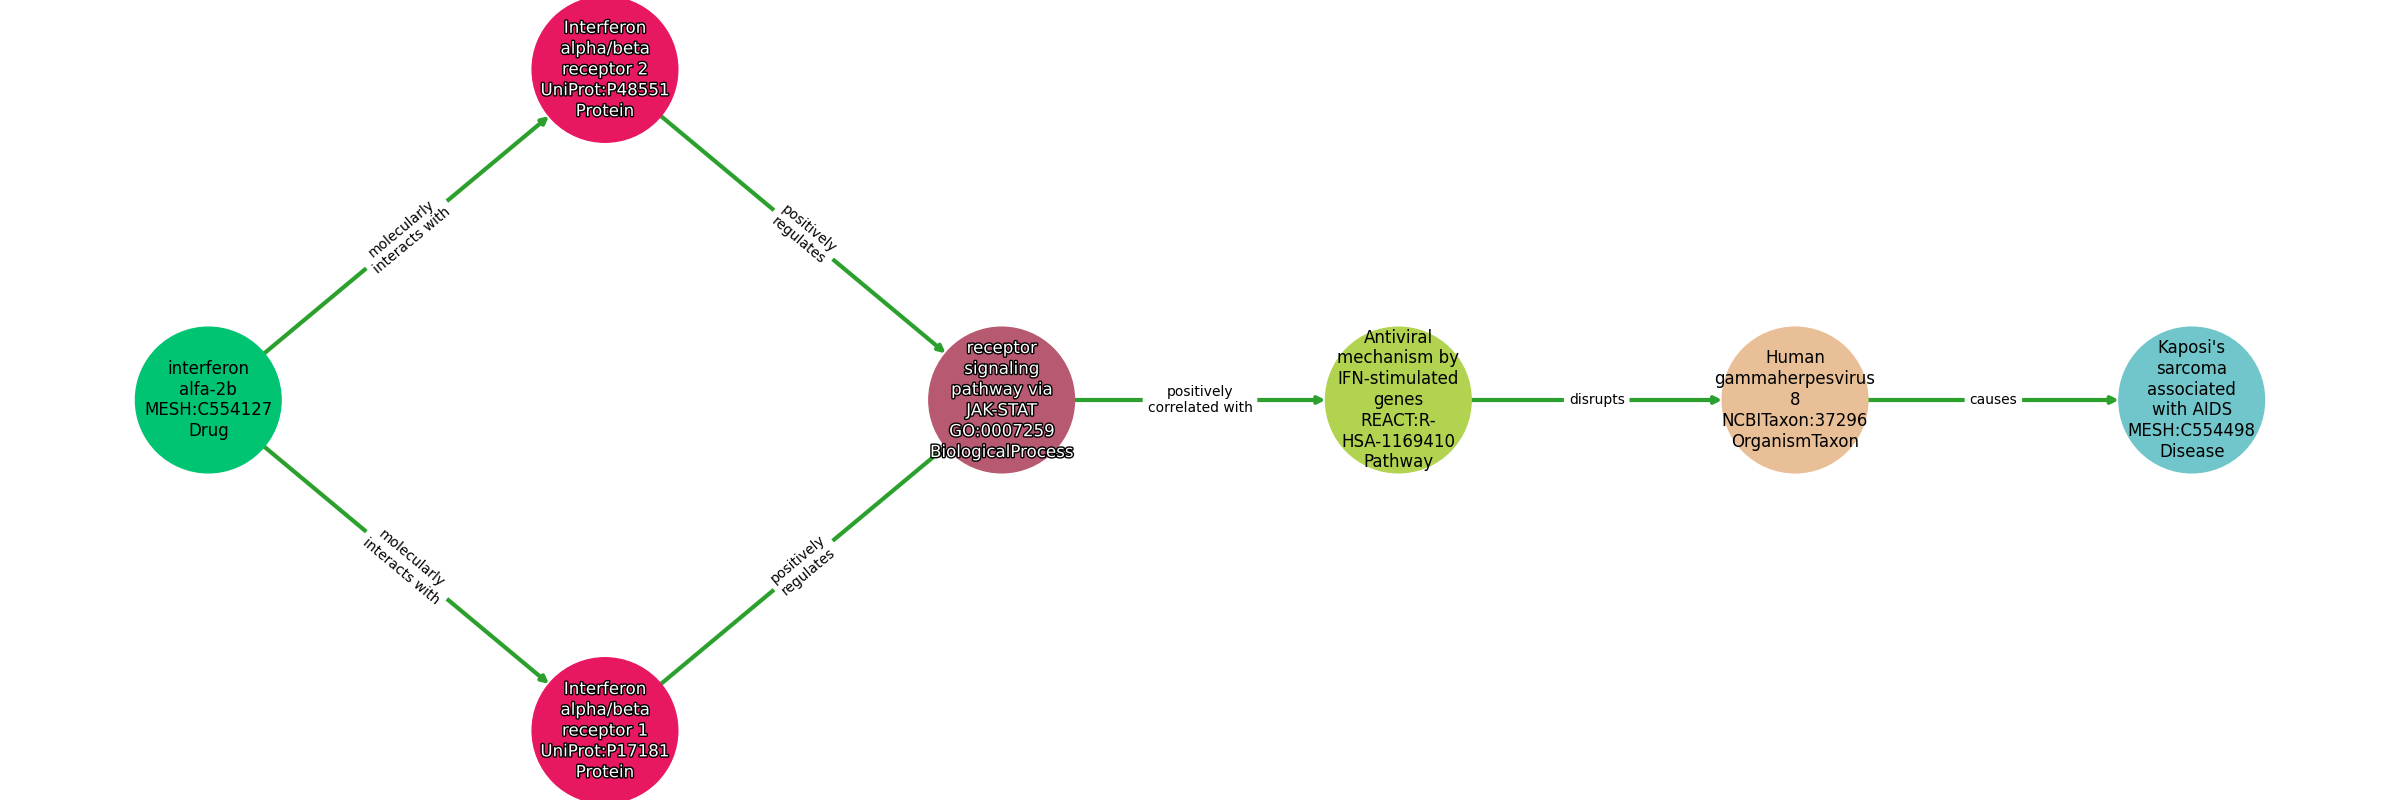 Interferon
alpha/beta
receptor 2
UniProt:P48551
Protein
molecularly
interacts with
positively
regulates
interferon
alfa-2b
MESH:C554127
Drug
receptor
signaling
pathway via
JAK-STAT
GO:0007259
BiologicalProcess
positively
correlated with
Antiviral
mechanism by
IFN-stimulated
genes
REACT:R-
HSA-1169410
Pathway
disrupts
Human
gammaherpesvirus
8
NCBITaxon:37296
OrganismTaxon
causes
Kaposi's
sarcoma
associated
with AIDS
MESH:C554498
Disease
molecularly
interacts with
positively
regulates
Interferon
alpha/beta
receptor 1
UniProt:P17181
Protein